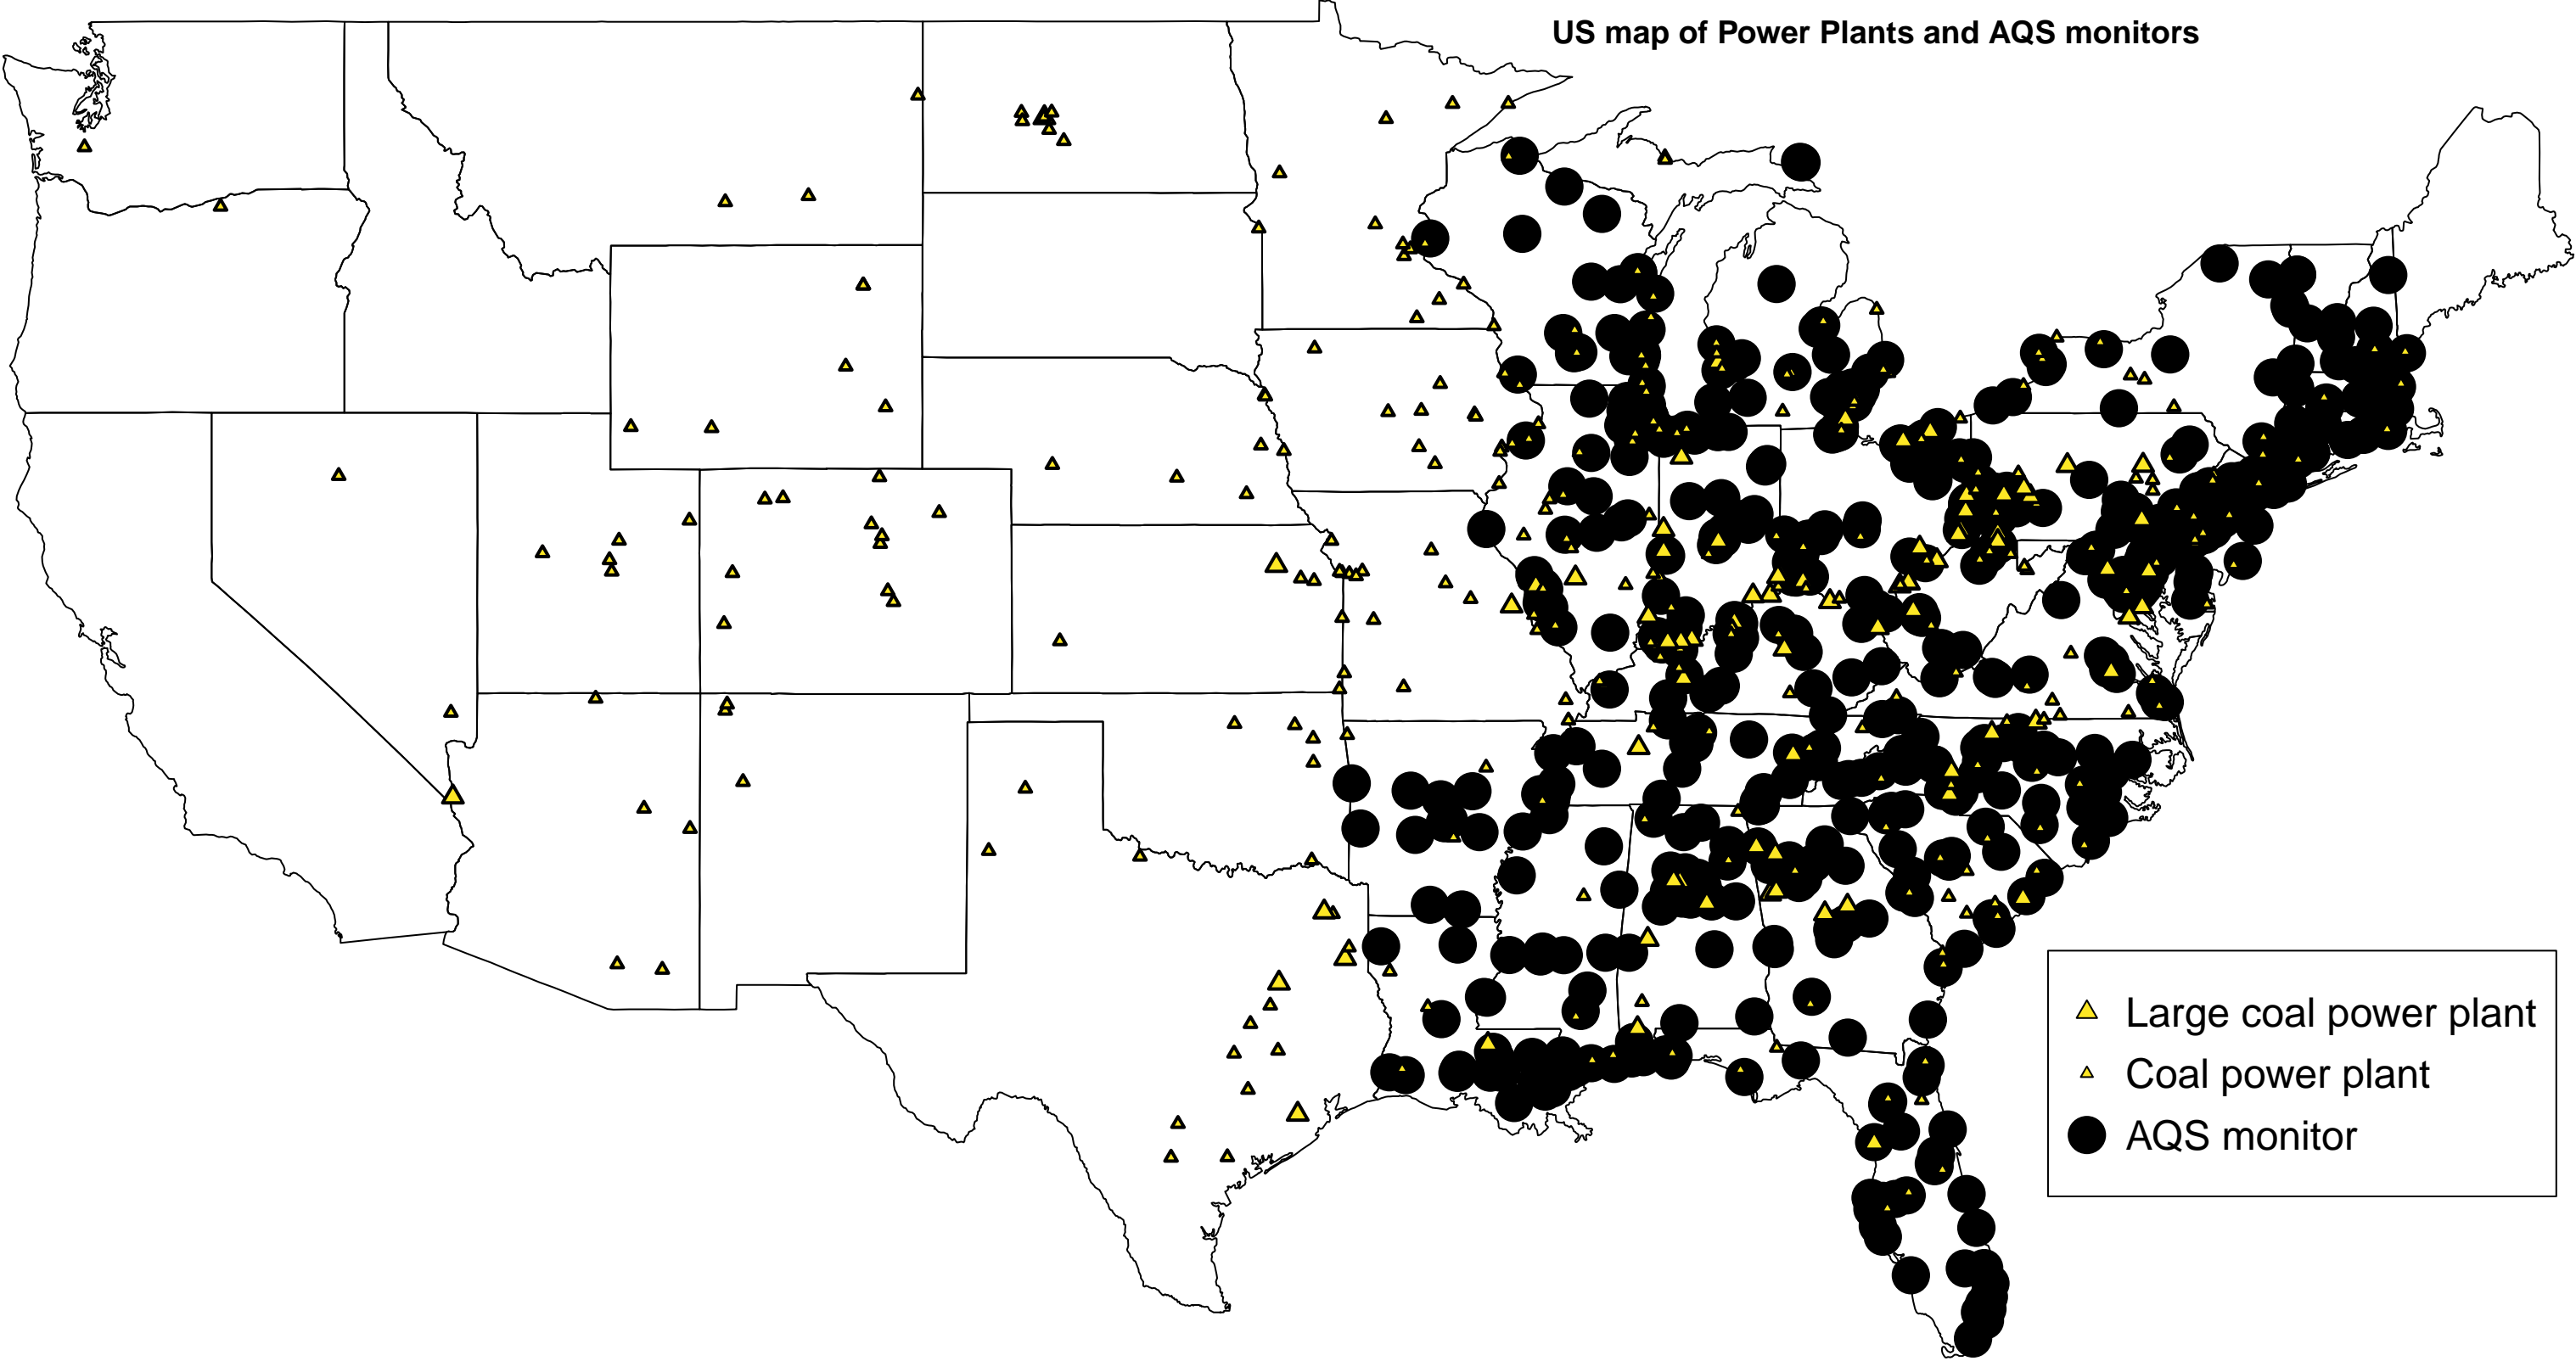 US map of Power Plants and AQS monitors
Large coal power plant
Coal power plant
AQS monitor